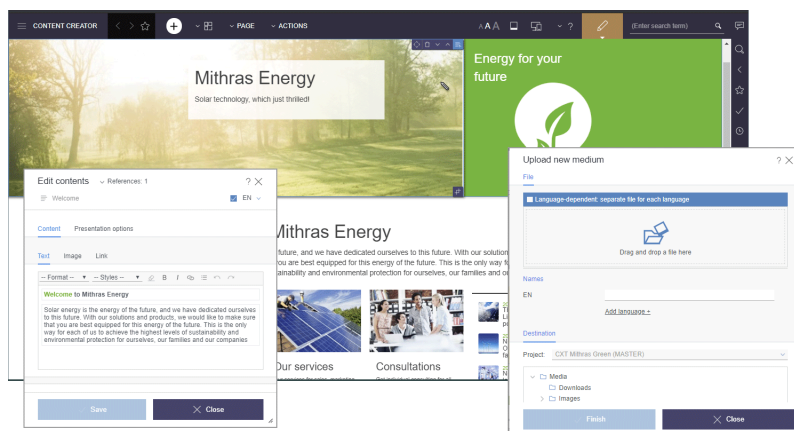 CONTENT CREATOR
PAGE
ACTIONS
A A A
?
(Enter search term)
Mithras Energy
Solar technology, which just thrilled!
Energy for your
future
Edit contents
References: 1
?
Welcome
EN
Content
Presentation options
Text
Image
Link
-- Format --
-- Styles --
B
I
Welcome to Mithras Energy
Solar energy is the energy of the future, and we have dedicated ourselves
to this future. With our solutions and products, we would like to make sure
that you are best equipped for this energy of the future. This is the only
way for each of us to achieve the highest levels of sustainability and
environmental protection for ourselves, our families and our companies
Save
Close
Mithras Energy
future, and we have dedicated ourselves to this future. With our solution
you are best equipped for this energy of the future. This is the only way
ainability and environmental protection for ourselves, our families and
Our services
Consultations
Upload new medium
?
File
Language-dependent: separate file for each language
Drag and drop a file here
Names
EN
Add language +
Destination
Project:
CXT Mithras Green (MASTER)
Media
Downloads
Images
Finish
Close